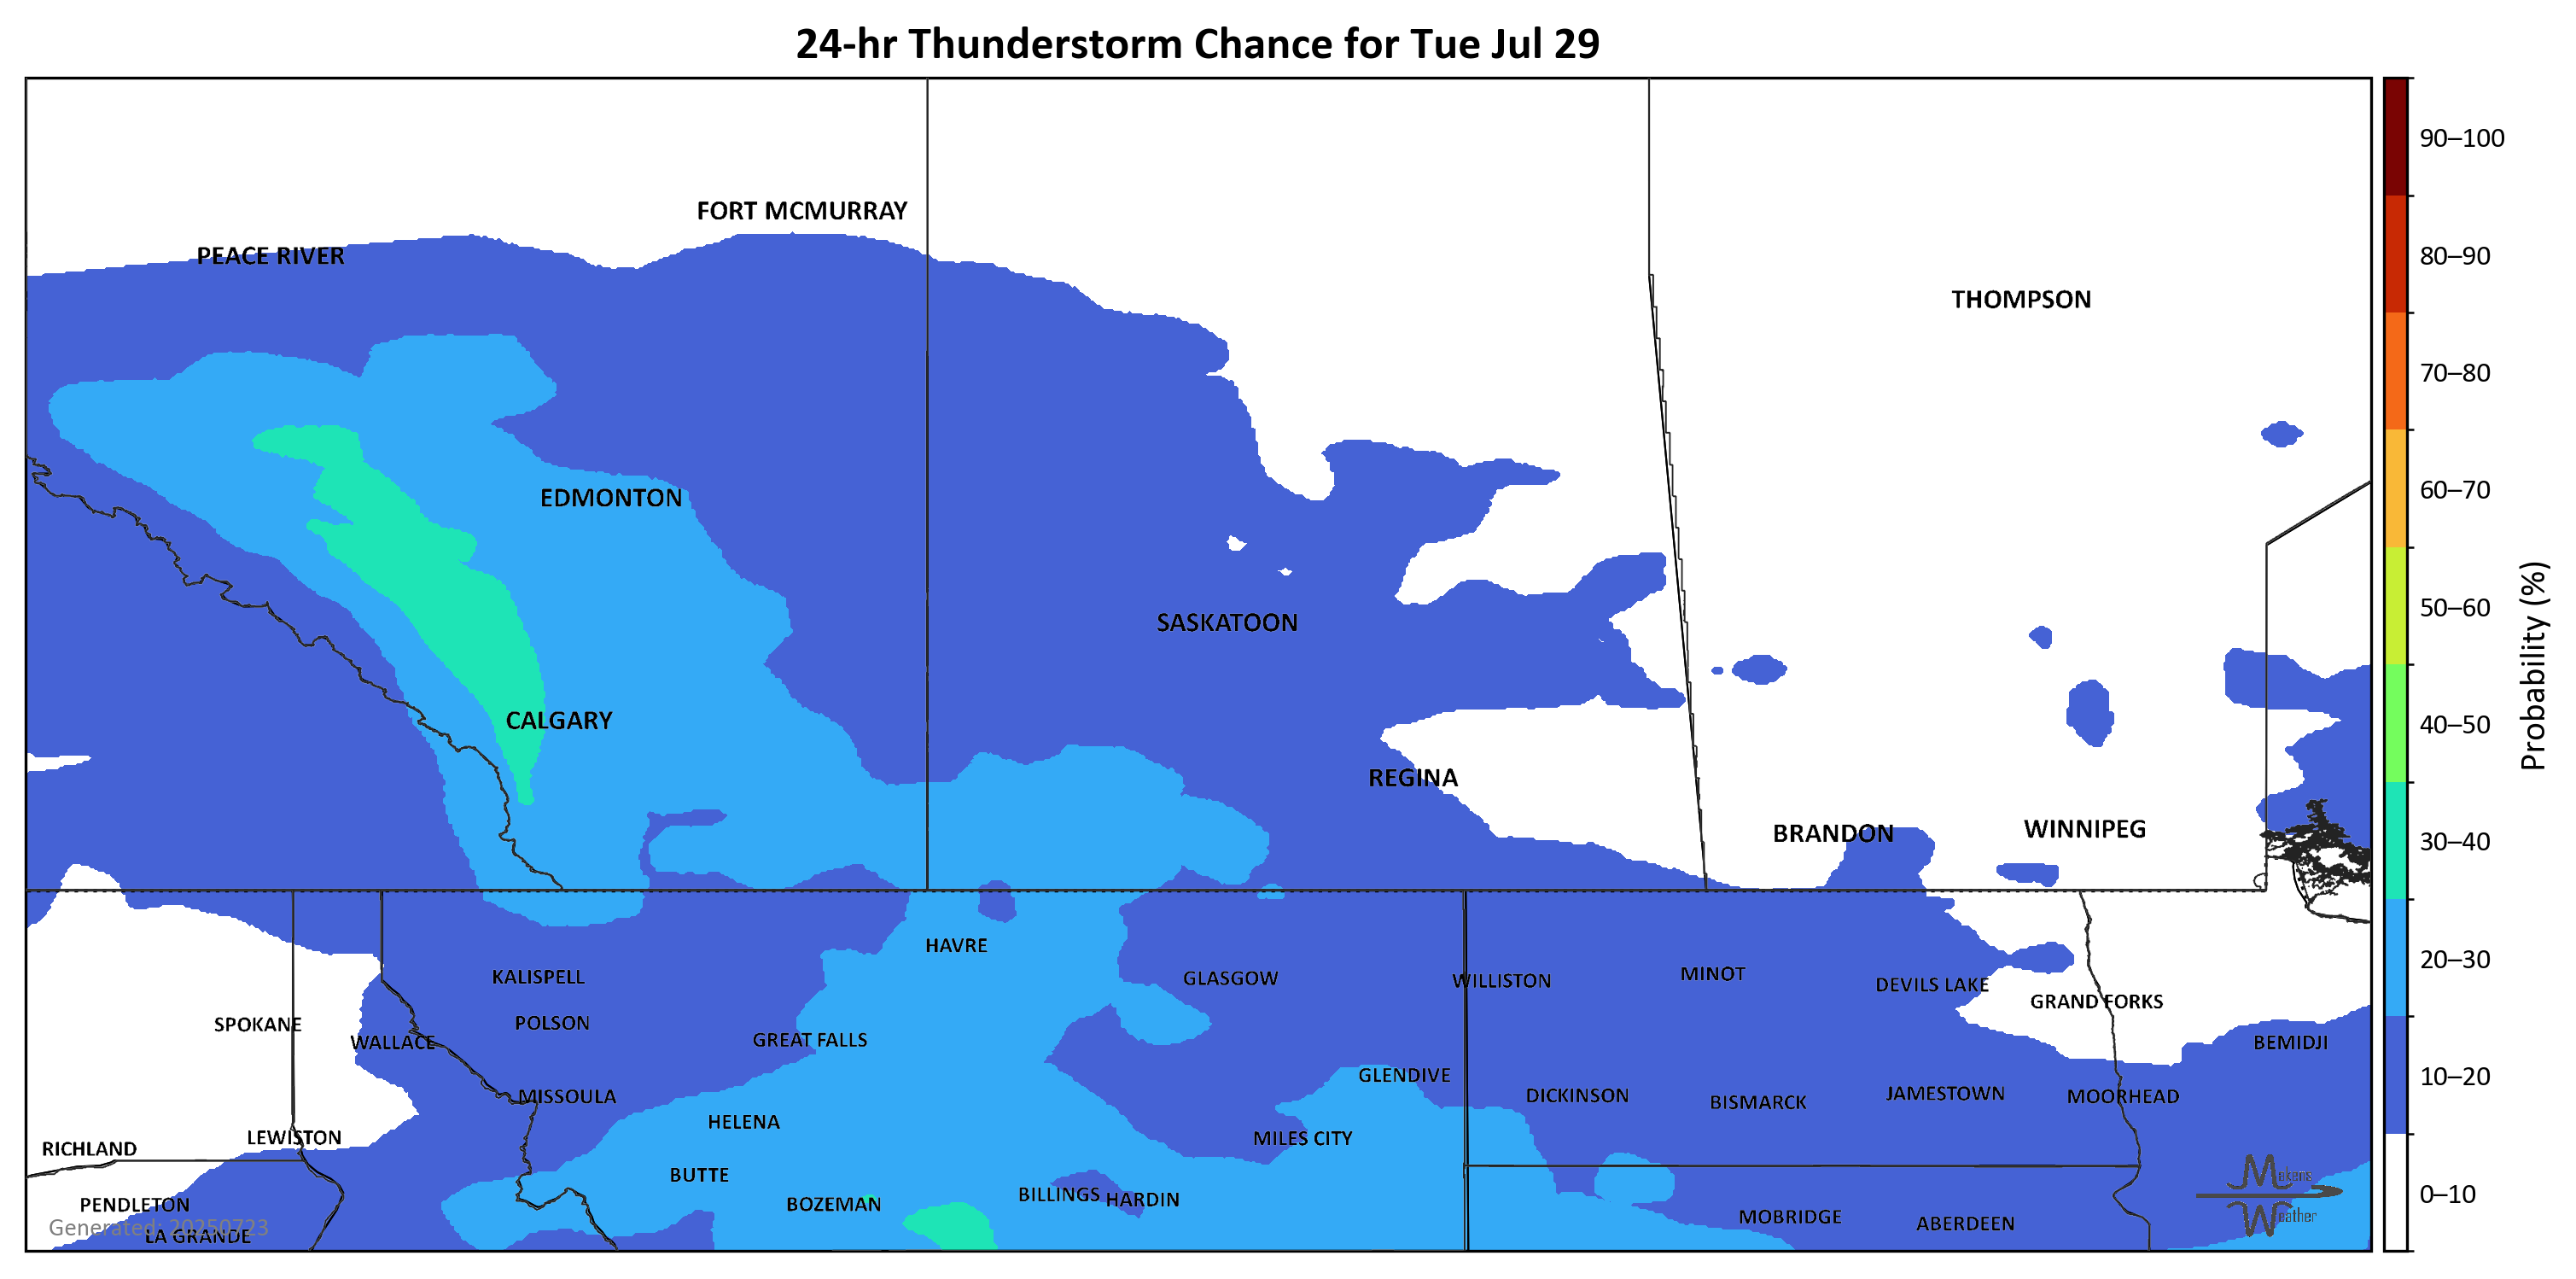 24-hr Thunderstorm Chance for Tue Jul 29
90–100
FORT MCMURRAY
PEACE RIVER
80–90
THOMPSON
70–80
EDMONTON
60–70
SASKATOON
50–60
CALGARY
40–50
Probability (%)
REGINA
BRANDON
WINNIPEG
30–40
HAVRE
KALISPELL
GLASGOW
WILLISTON
MINOT
DEVILS LAKE
20–30
GRAND FORKS
SPOKANE
POLSON
WALLACE
GREAT FALLS
BEMIDJI
GLENDIVE
10–20
MISSOULA
DICKINSON
BISMARCK
JAMESTOWN
MOORHEAD
HELENA
LEWISTON
MILES CITY
RICHLAND
BUTTE
Makens
BILLINGS
HARDIN
0–10
PENDLETON
BOZEMAN
MOBRIDGE
ABERDEEN
Weather
Generated: 20250723
LA GRANDE